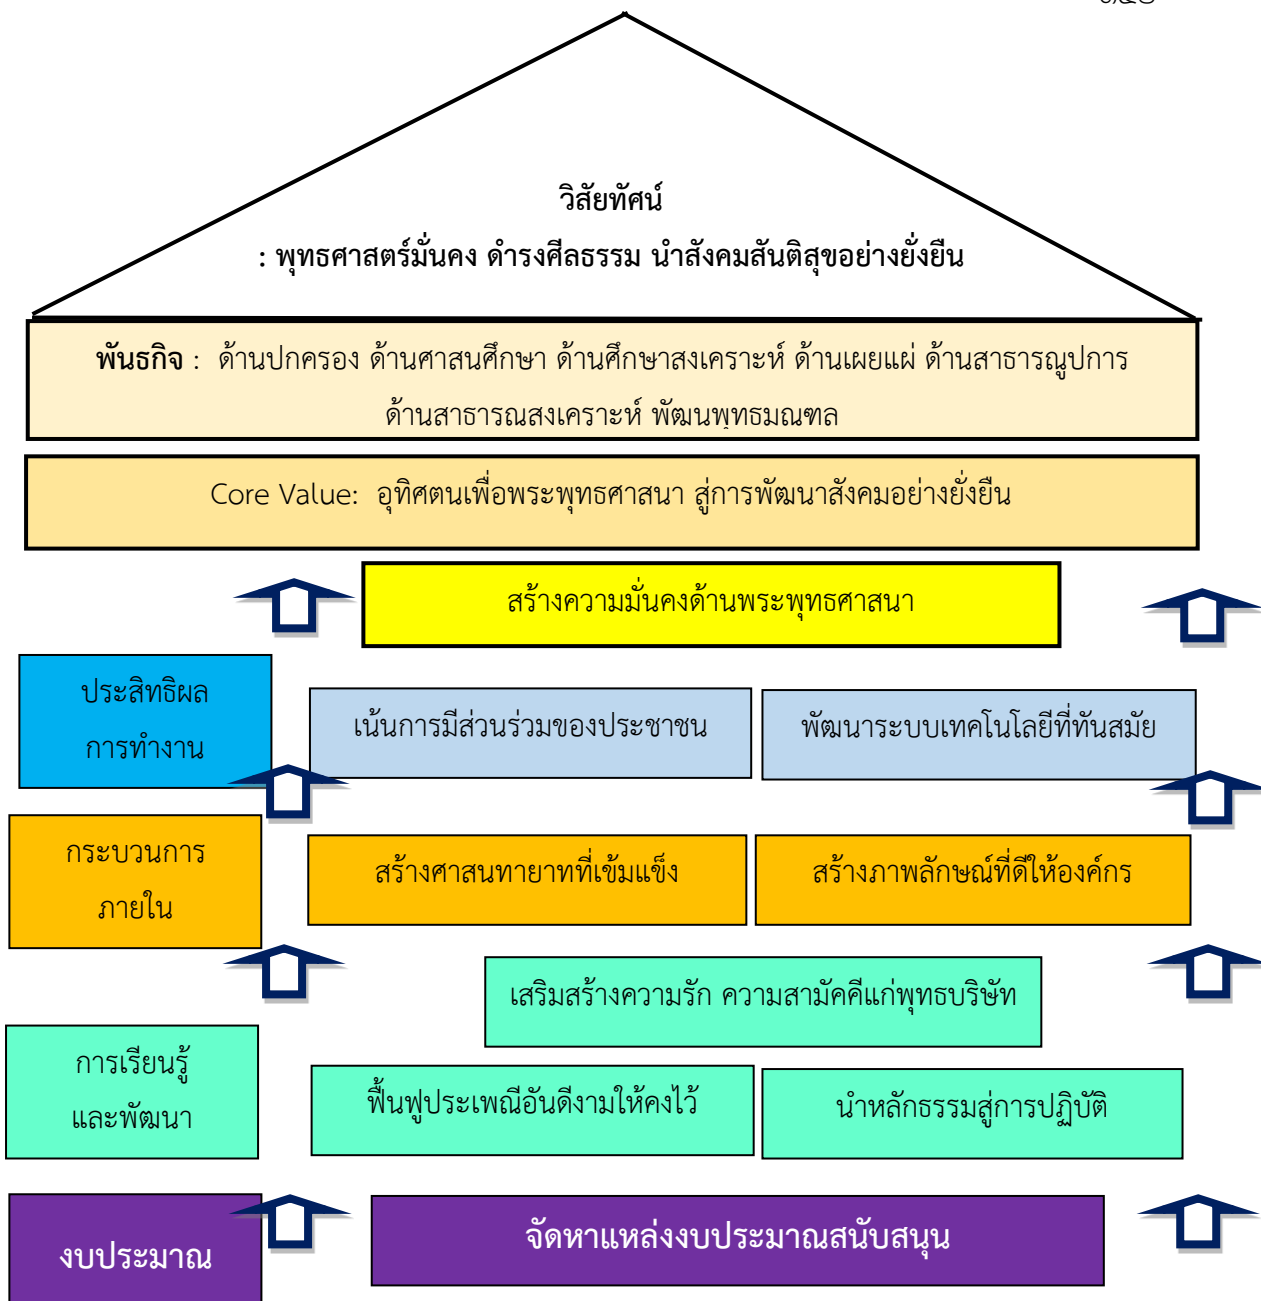 วิสัยทัศน์
: พุทธศาสตร์มั่นคง ดำรงศีลธรรม นำสังคมสันติสุขอย่างยั่งยืน
พันธกิจ : ด้านปกครอง ด้านศาสนศึกษา ด้านศึกษาสงเคราะห์ ด้านเผยแผ่ ด้านสาธารณูปการ
ด้านสาธารณสงเคราะห์ พัฒนพุทธมณฑล
Core Value: อุทิศตนเพื่อพระพุทธศาสนา สู่การพัฒนาสังคมอย่างยั่งยืน
สร้างความมั่นคงด้านพระพุทธศาสนา
ประสิทธิผล
การทำงาน
เน้นการมีส่วนร่วมของประชาชน
พัฒนาระบบเทคโนโลยีที่ทันสมัย
กระบวนการ
ภายใน
สร้างศาสนทายาทที่เข้มแข็ง
สร้างภาพลักษณ์ที่ดีให้องค์กร
เสริมสร้างความรัก ความสามัคคีแก่พุทธบริษัท
การเรียนรู้
และพัฒนา
ฟื้นฟูประเพณีอันดีงามให้คงไว้
นำหลักธรรมสู่การปฏิบัติ
งบประมาณ
จัดหาแหล่งงบประมาณสนับสนุน